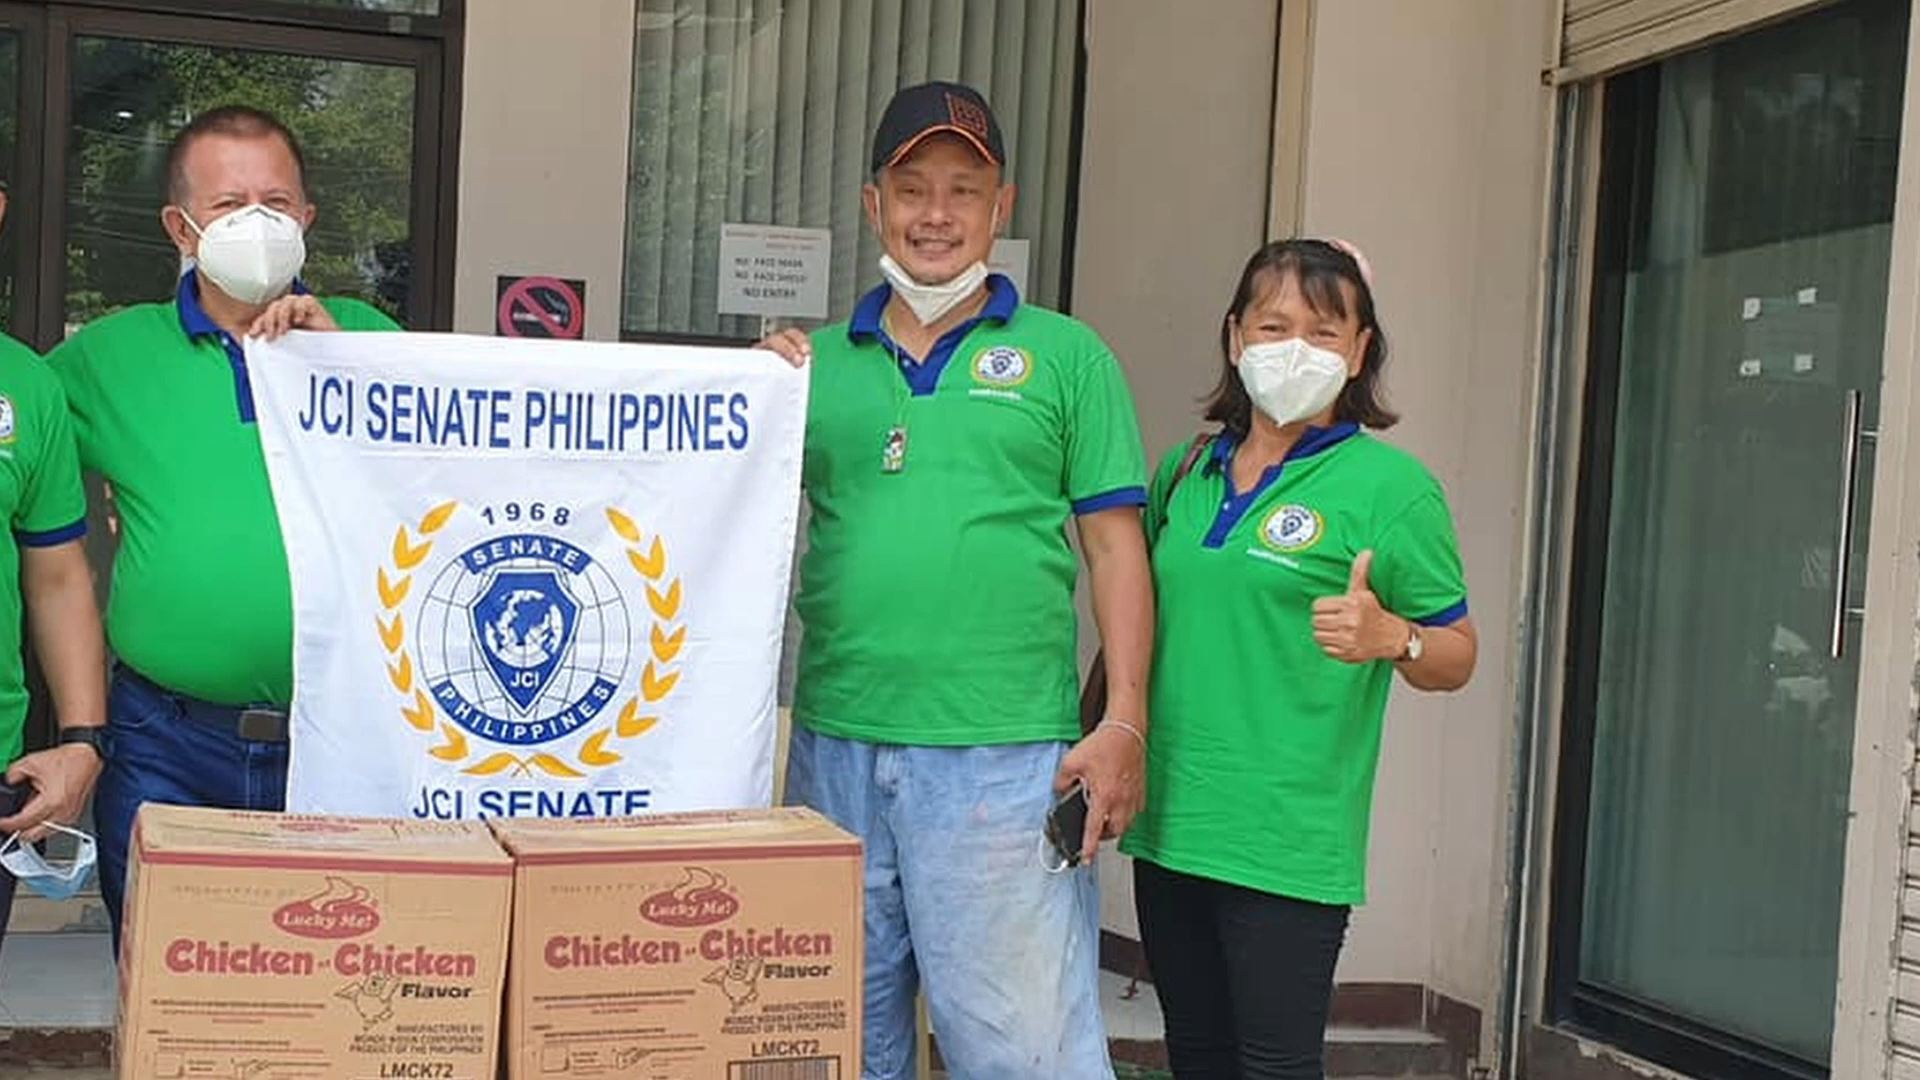 NO FACE MASK
NO FACE SHIELD
NO ENTRY
JCI SENATE PHILIPPINES
1968
SENATE
JCI
PHILIPPINES
JCI SENATE
Lucky Me!
Chicken na Chicken
Flavor
MANUFACTURED BY
MONDE NISSIN CORPORATION
PRODUCT OF THE PHILIPPINES
LMCK72
Lucky Me!
Chicken na Chicken
Flavor
MANUFACTURED BY
MONDE NISSIN CORPORATION
PRODUCT OF THE PHILIPPINES
LMCK72